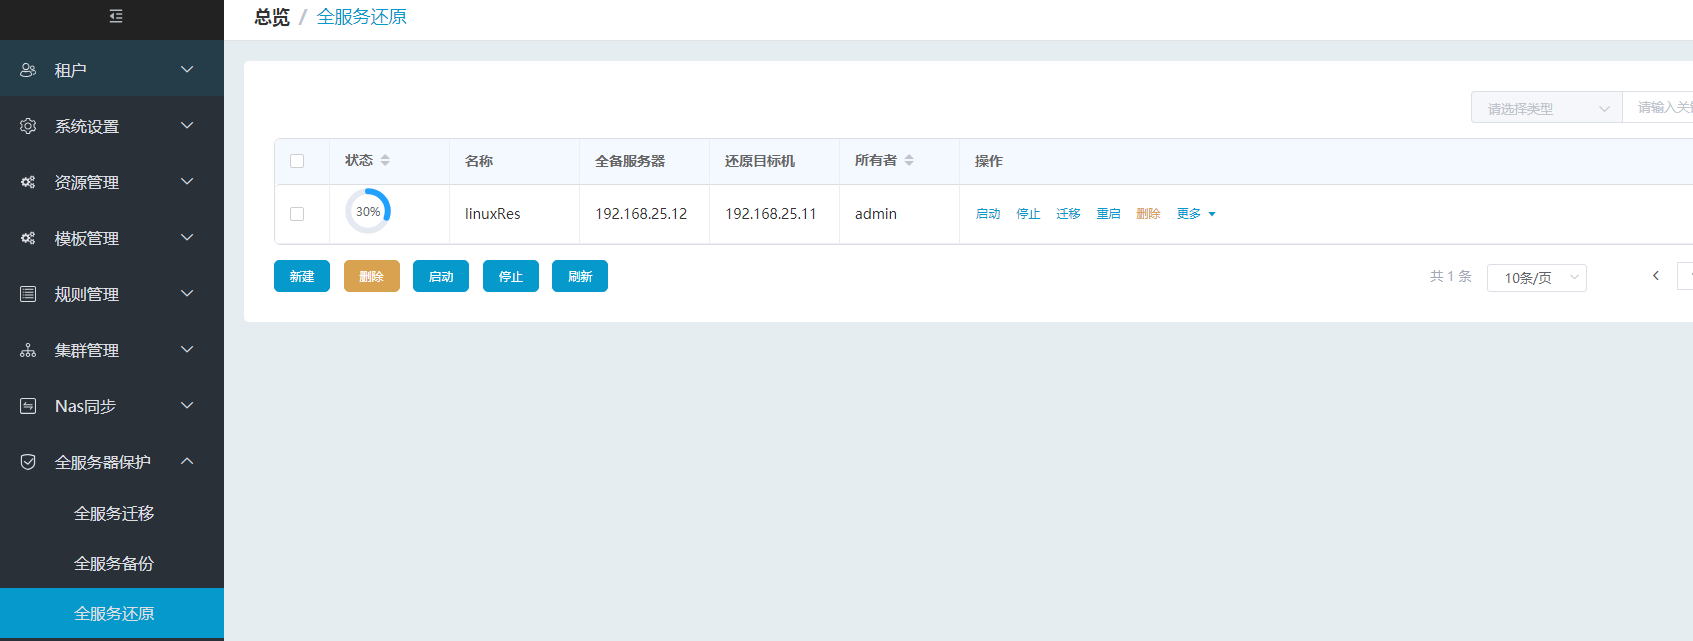 总览 / 全服务还原
租户
系统设置
资源管理
模板管理
规则管理
集群管理
Nas同步
全服务器保护
全服务迁移
全服务备份
全服务还原
请选择类型 请输入关
状态 名称 全备服务器 还原目标机 所有者 操作
30% linuxRes 192.168.25.12 192.168.25.11 admin 启动 停止 迁移 重启 删除 更多
新建 删除 启动 停止 刷新
共 1 条 10条/页